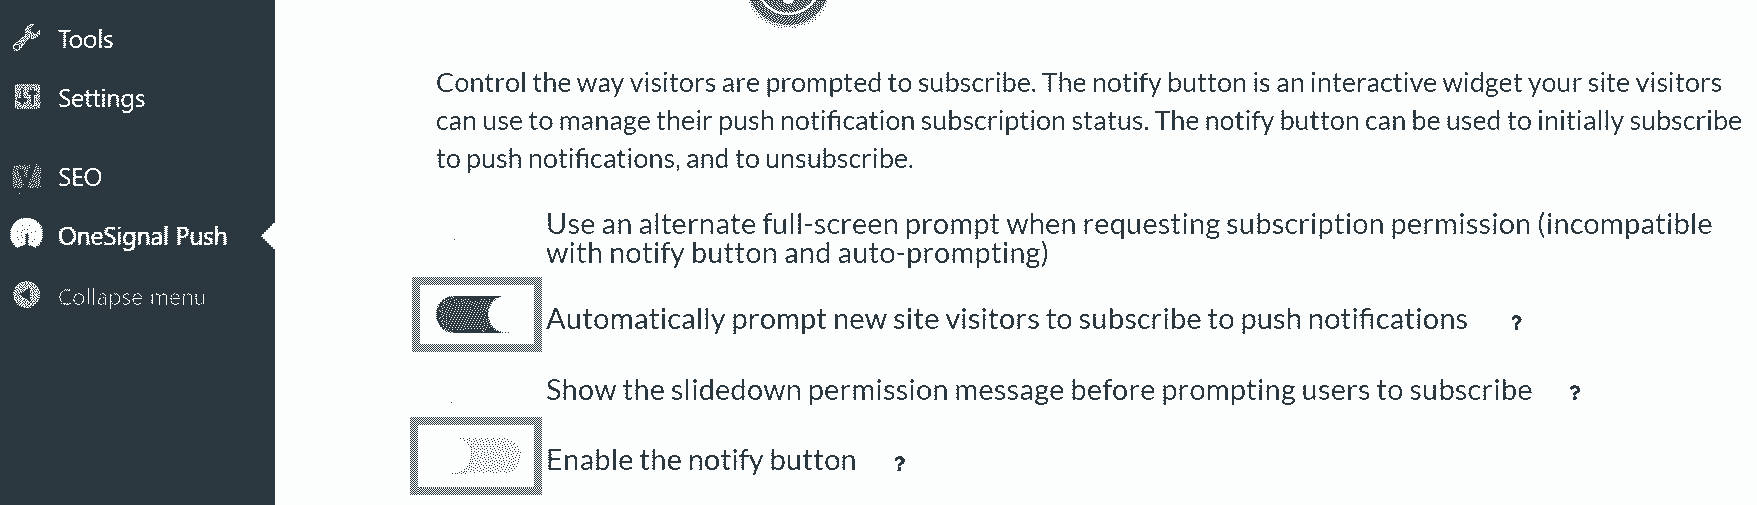 Tools
Settings
SEO
OneSignal Push
Collapse menu
Control the way visitors are prompted to subscribe. The notify button is an interactive widget your site visitors
can use to manage their push notification subscription status. The notify button can be used to initially subscribe
to push notifications, and to unsubscribe.
Use an alternate full-screen prompt when requesting subscription permission (incompatible
with notify button and auto-prompting)
Automatically prompt new site visitors to subscribe to push notifications ?
Show the slidedown permission message before prompting users to subscribe ?
Enable the notify button ?